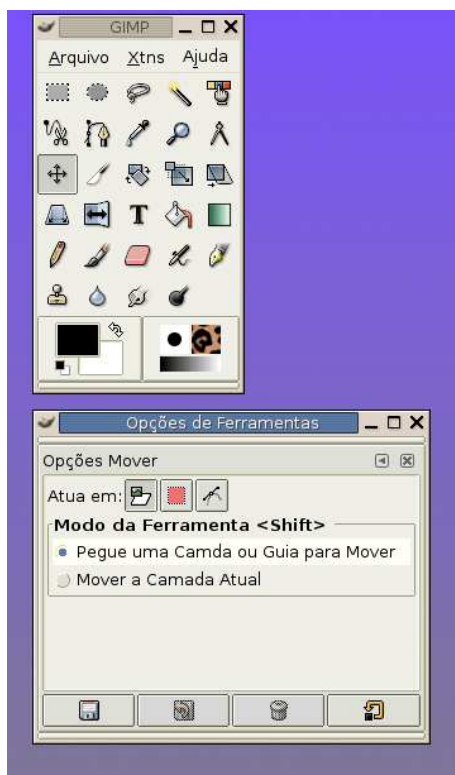 GIMP
Arquivo Xtns Ajuda
Opções de Ferramentas
Opções Mover
Atua em:
Modo da Ferramenta <Shift>
Pegue uma Camda ou Guia para Mover
Mover a Camada Atual